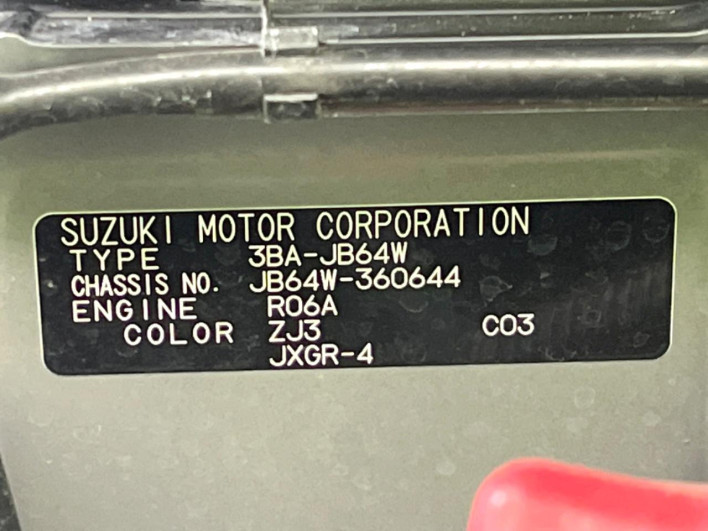 SUZUKI MOTOR CORPORATION
TYPE 3BA-JB64W
CHASSIS NO. JB64W-360644
ENGINE R06A
COLOR ZJ3 C03
JXGR-4